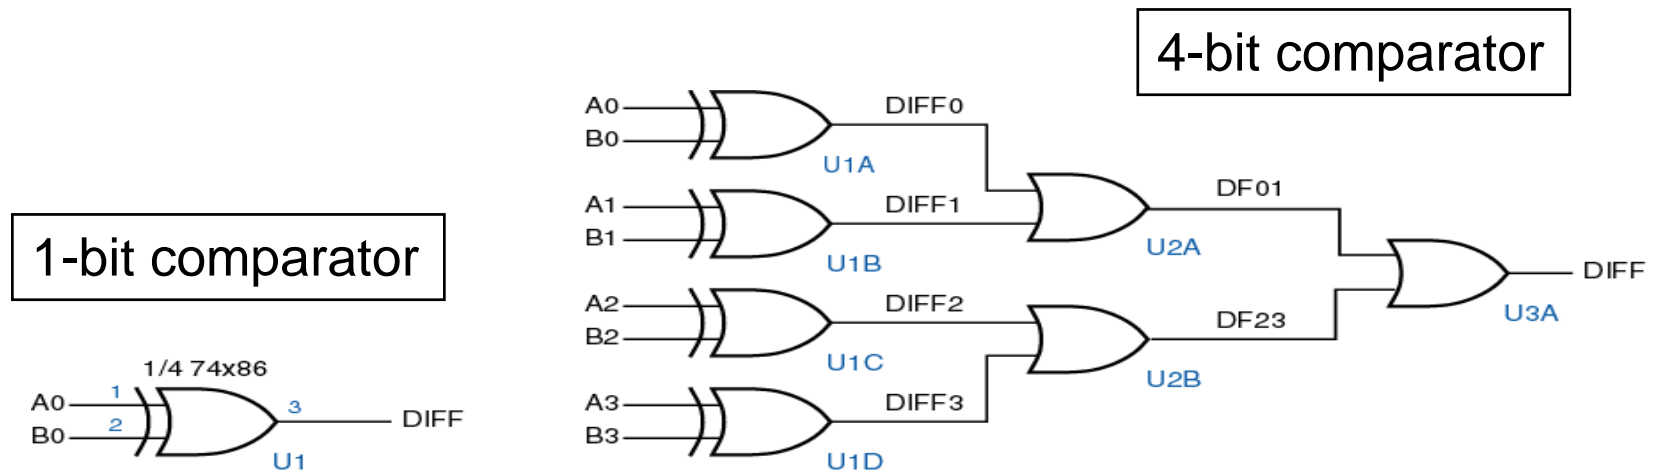 1-bit comparator
1/4 74x86
A0
1
B0
2
3
DIFF
U1
4-bit comparator
A0
B0
DIFF0
U1A
A1
B1
DIFF1
U1B
A2
B2
DIFF2
U1C
A3
B3
DIFF3
U1D
DF01
U2A
DF23
U2B
DIFF
U3A